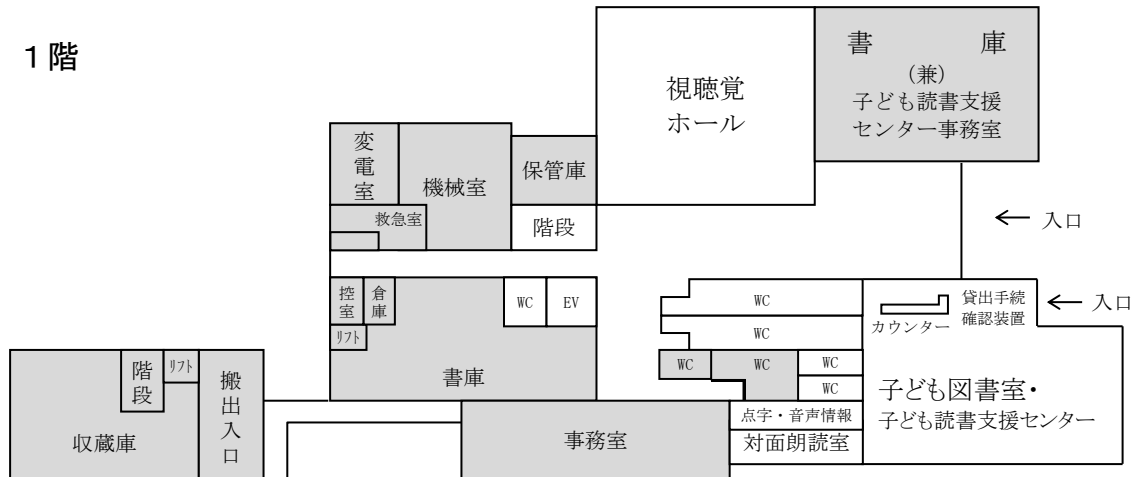 1階
視聴覚
ホール
書　　庫
（兼）
子ども読書支援
センター事務室
変電室
機械室
保管庫
救急室
階段
← 入口
控室
倉庫
WC
EV
WC
貸出手続
確認装置
← 入口
カウンター
リフト
WC
書庫
WC
WC
WC
WC
階段
リフト
搬出入口
子ども図書室・
子ども読書支援センター
点字・音声情報
収蔵庫
事務室
対面朗読室